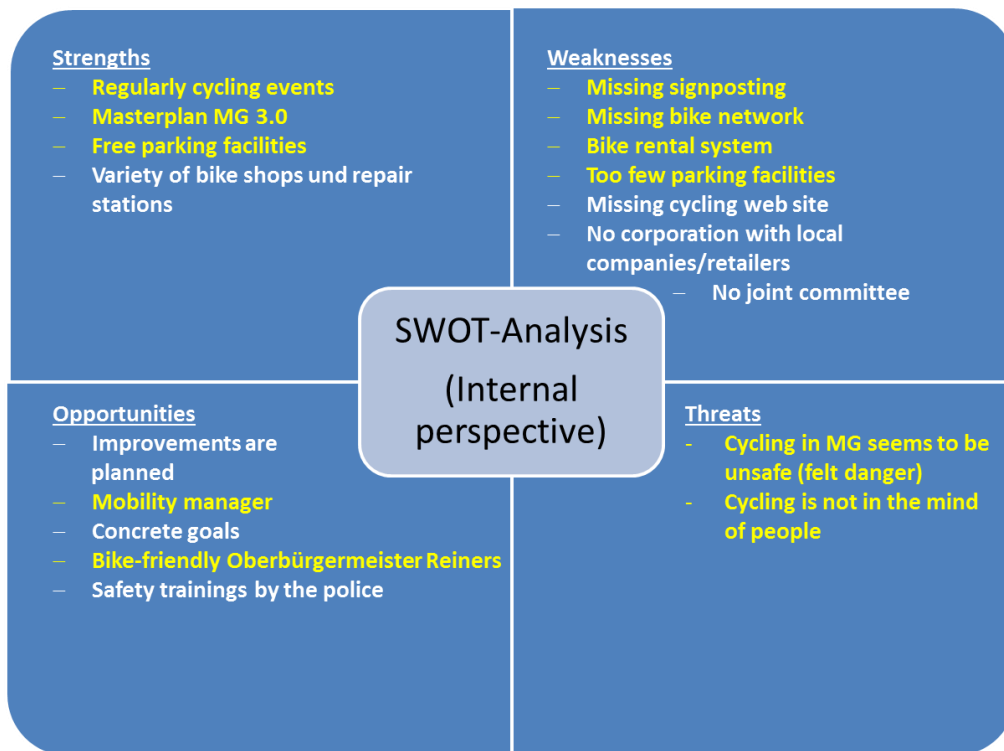 Strengths
– Regularly cycling events
– Masterplan MG 3.0
– Free parking facilities
– Variety of bike shops und repair
stations
Weaknesses
– Missing signposting
– Missing bike network
– Bike rental system
– Too few parking facilities
– Missing cycling web site
– No corporation with local
companies/retailers
– No joint committee
SWOT-Analysis
(Internal
perspective)
Opportunities
– Improvements are
planned
– Mobility manager
– Concrete goals
– Bike-friendly Oberbürgermeister Reiners
– Safety trainings by the police
Threats
- Cycling in MG seems to be
unsafe (felt danger)
- Cycling is not in the mind
of people